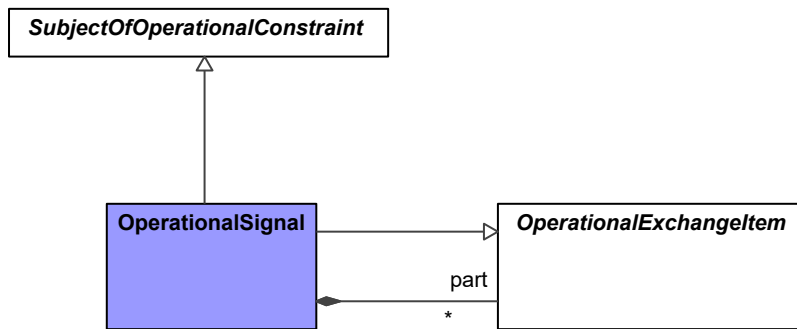 SubjectOfOperationalConstraint
OperationalSignal
OperationalExchangeItem
part
*